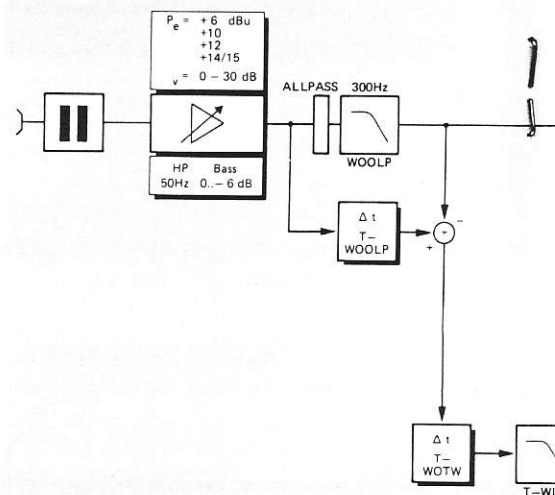 Pe = + 6 dBu
+10
+12
+14/15
v = 0 – 30 dB
HP Bass
50Hz 0..– 6 dB
ALLPASS 300Hz
WOOLP
Δ t
T–
WOOLP
–
+
+
Δ t
T–
WOTW